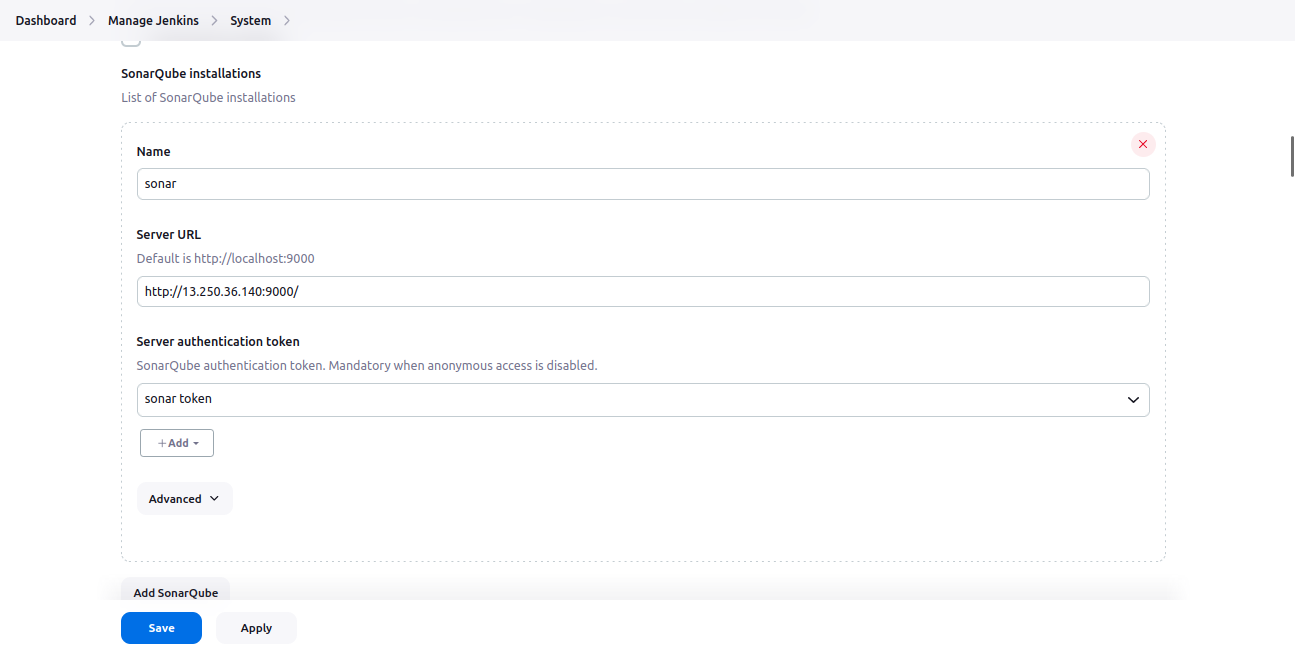 Dashboard > Manage Jenkins > System >
SonarQube installations
List of SonarQube installations
Name
sonar
Server URL
Default is http://localhost:9000
http://13.250.36.140:9000/
Server authentication token
SonarQube authentication token. Mandatory when anonymous access is disabled.
sonar token
+ Add
Advanced
Add SonarQube
Save Apply